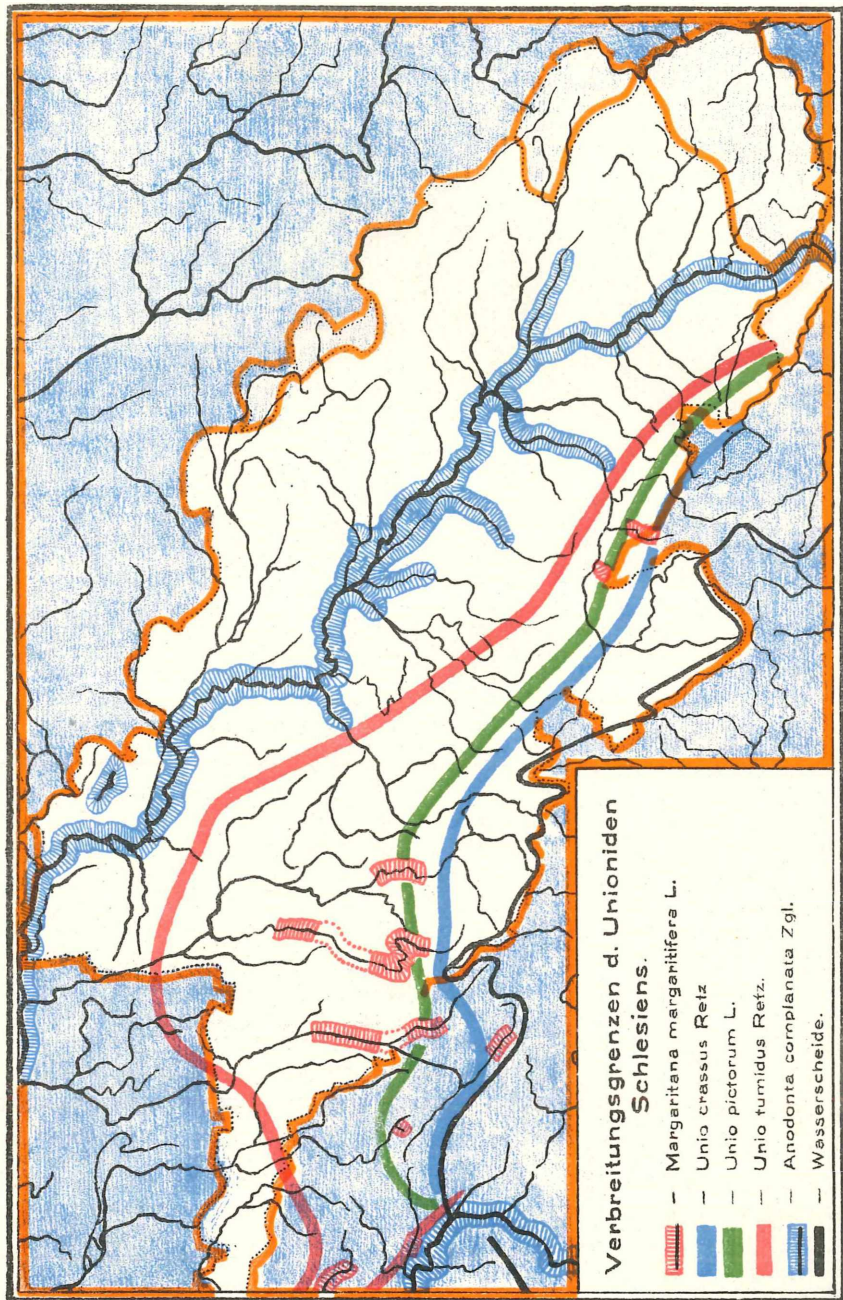 Verbreitungsgrenzen d. Unioniden
Schlesiens.
– Margaritana margaritifera L.
– Unio crassus Retz
– Unio pictorum L.
– Unio tumidus Retz.
– Anodonta complanata Zgl.
– Wasserscheide.